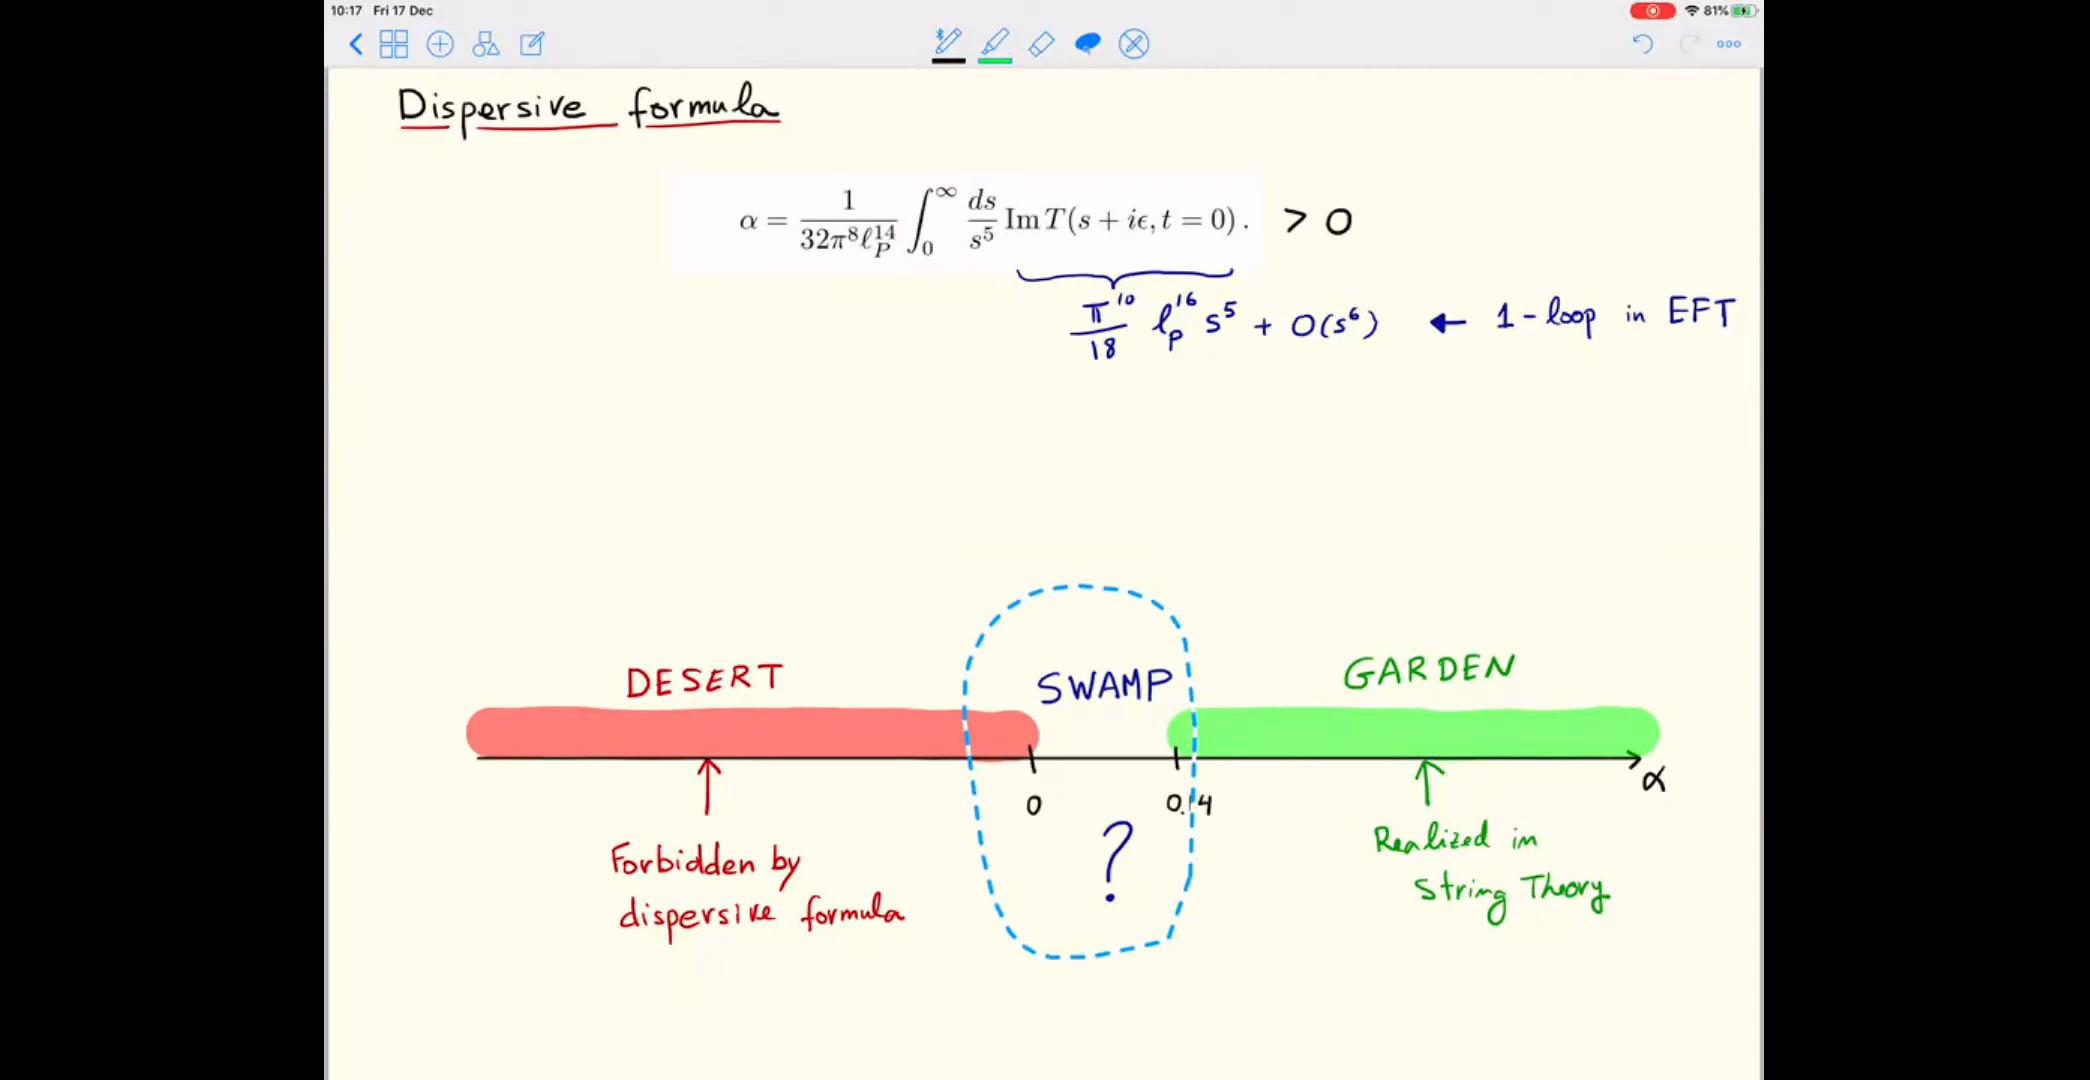 10:17 Fri 17 Dec 81%
Dispersive formula
α = 1/(32π⁸ℓ_P¹⁴) ∫₀^∞ ds/s⁵ Im T(s + iϵ, t = 0) . > 0
π¹⁰/18 ℓ_p¹⁶ s⁵ + O(s⁶) ← 1-loop in EFT
DESERT SWAMP GARDEN
0 0.14 α
?
Forbidden by
dispersive formula
Realized in
String Theory